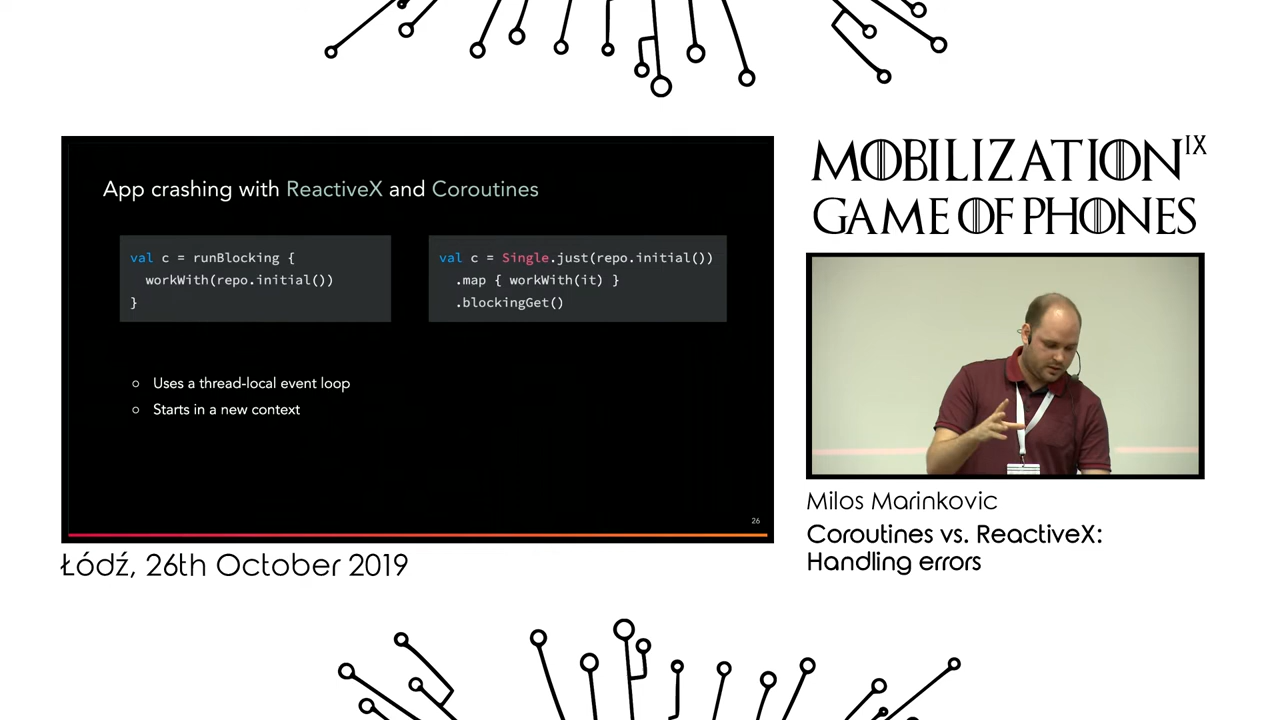 App crashing with ReactiveX and Coroutines
val c = runBlocking {
workWith(repo.initial())
}
val c = Single.just(repo.initial())
.map { workWith(it) }
.blockingGet()
Uses a thread-local event loop
Starts in a new context
26
Łódź, 26th October 2019
MOBILIZATION IX
GAME OF PHONES
Milos Marinkovic
Coroutines vs. ReactiveX:
Handling errors